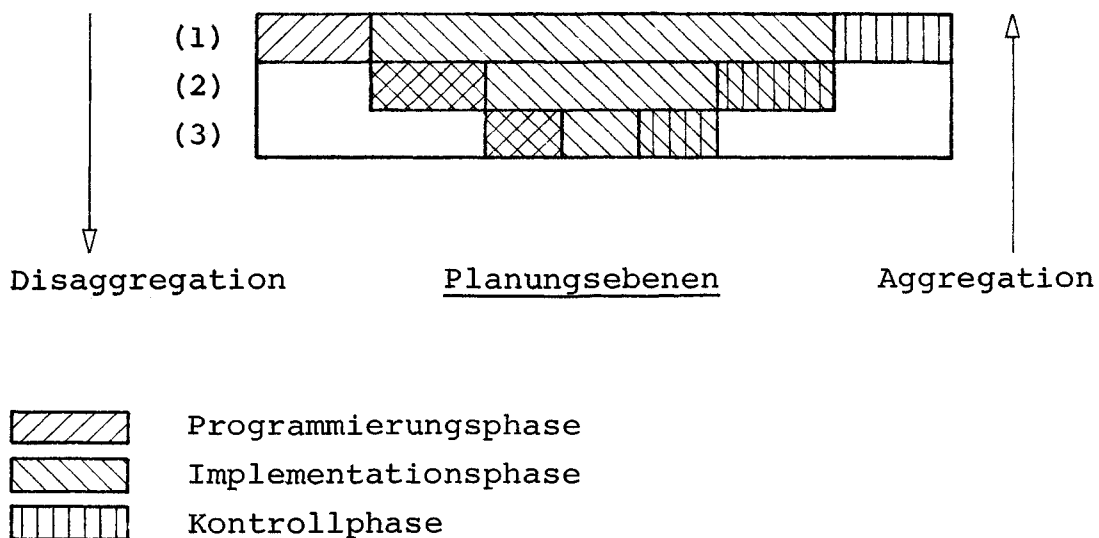 (1)
(2)
(3)
Disaggregation Planungsebenen Aggregation
Programmierungsphase
Implementationsphase
Kontrollphase